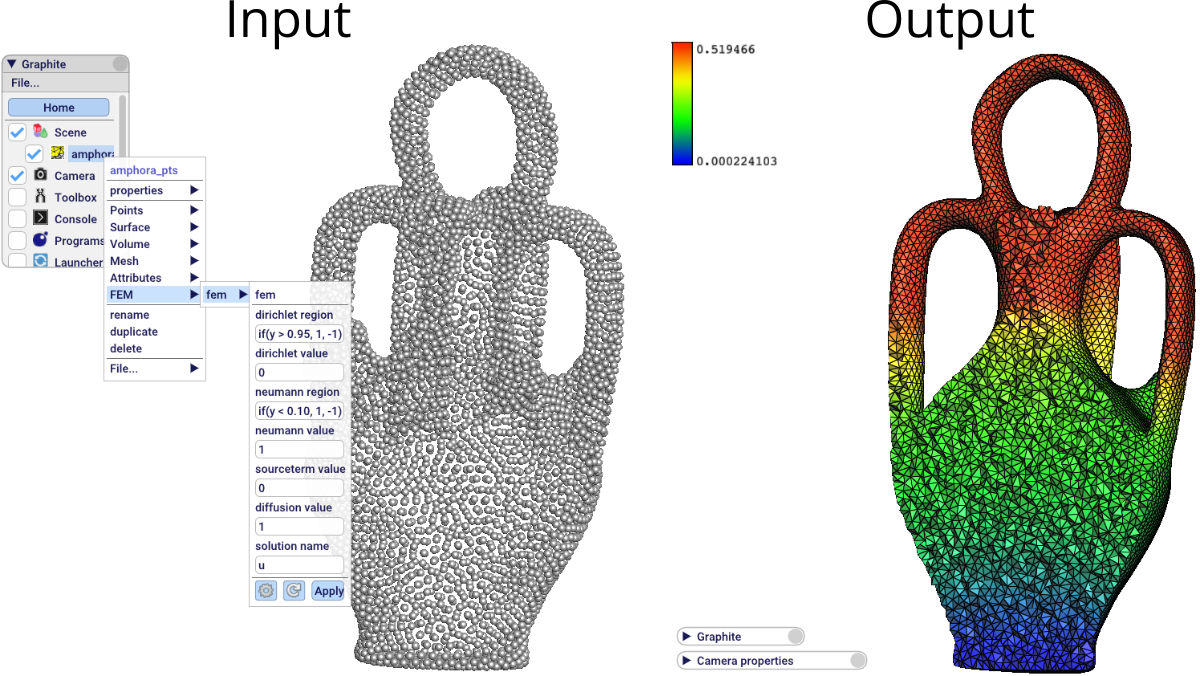 Input
Output
Graphite
File...
Home
Scene
amphora
Camera
Toolbox
Console
Programs
Launcher
amphora_pts
properties
Points
Surface
Volume
Mesh
Attributes
FEM
rename
duplicate
delete
File...
fem
fem
dirichlet region
if(y > 0.95, 1, -1)
dirichlet value
0
neumann region
if(y < 0.10, 1, -1)
neumann value
1
sourceterm value
0
diffusion value
1
solution name
u
Apply
0.519466
0.000224103
Graphite
Camera properties